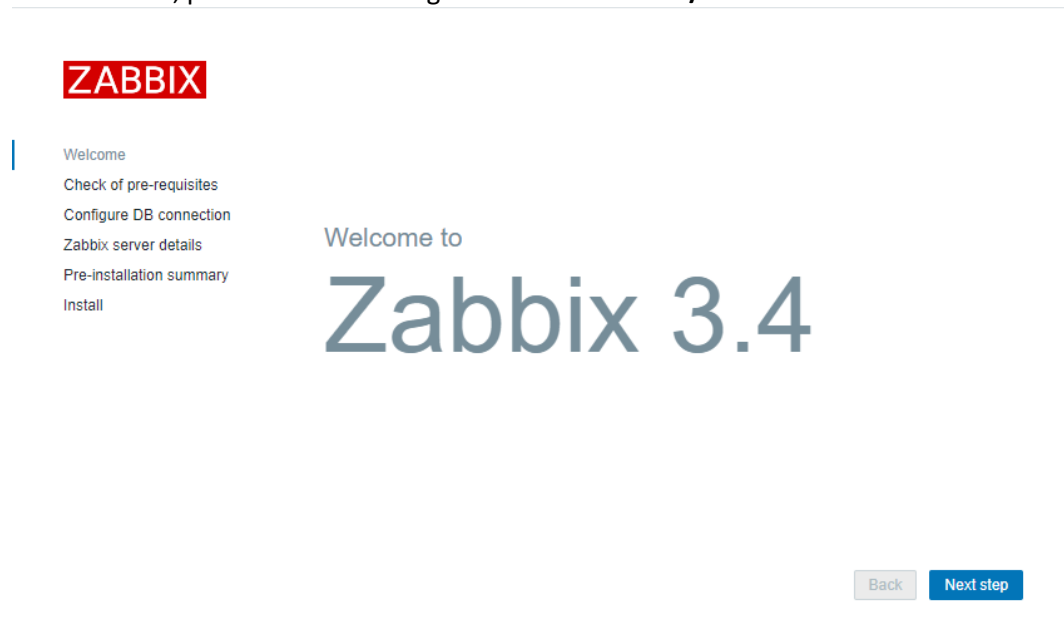 ZABBIX
Welcome
Check of pre-requisites
Configure DB connection
Zabbix server details
Pre-installation summary
Install
Welcome to
Zabbix 3.4
Back
Next step